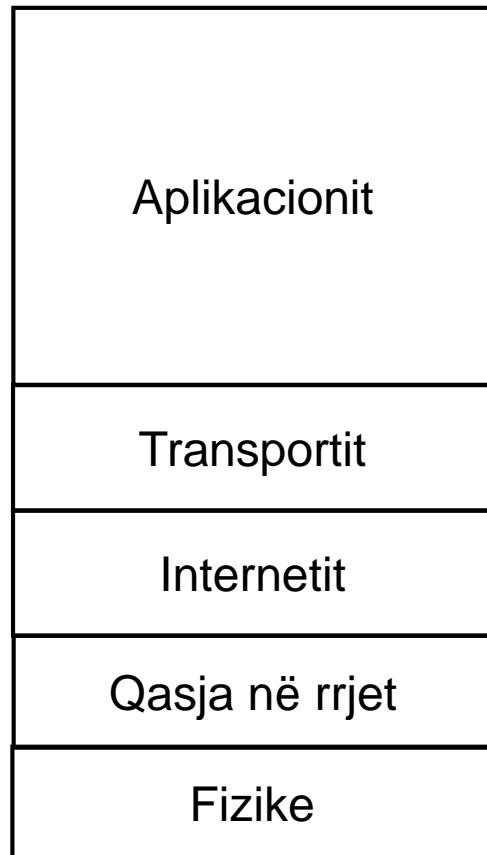 Aplikacionit
Transportit
Internetit
Qasja në rrjet
Fizike